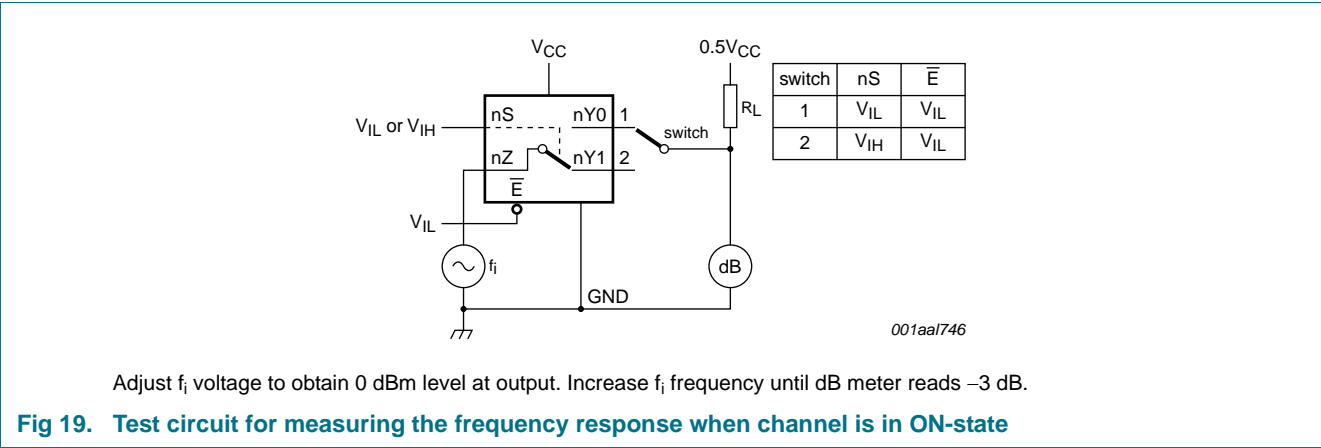 VCC
0.5VCC
switch nS E̅
1 VIL VIL
2 VIH VIL
RL
VIL or VIH
nS nY0 1
switch
nZ nY1 2
E̅
VIL
fi
dB
GND
001aal746
Adjust fi voltage to obtain 0 dBm level at output. Increase fi frequency until dB meter reads −3 dB.
Fig 19. Test circuit for measuring the frequency response when channel is in ON-state